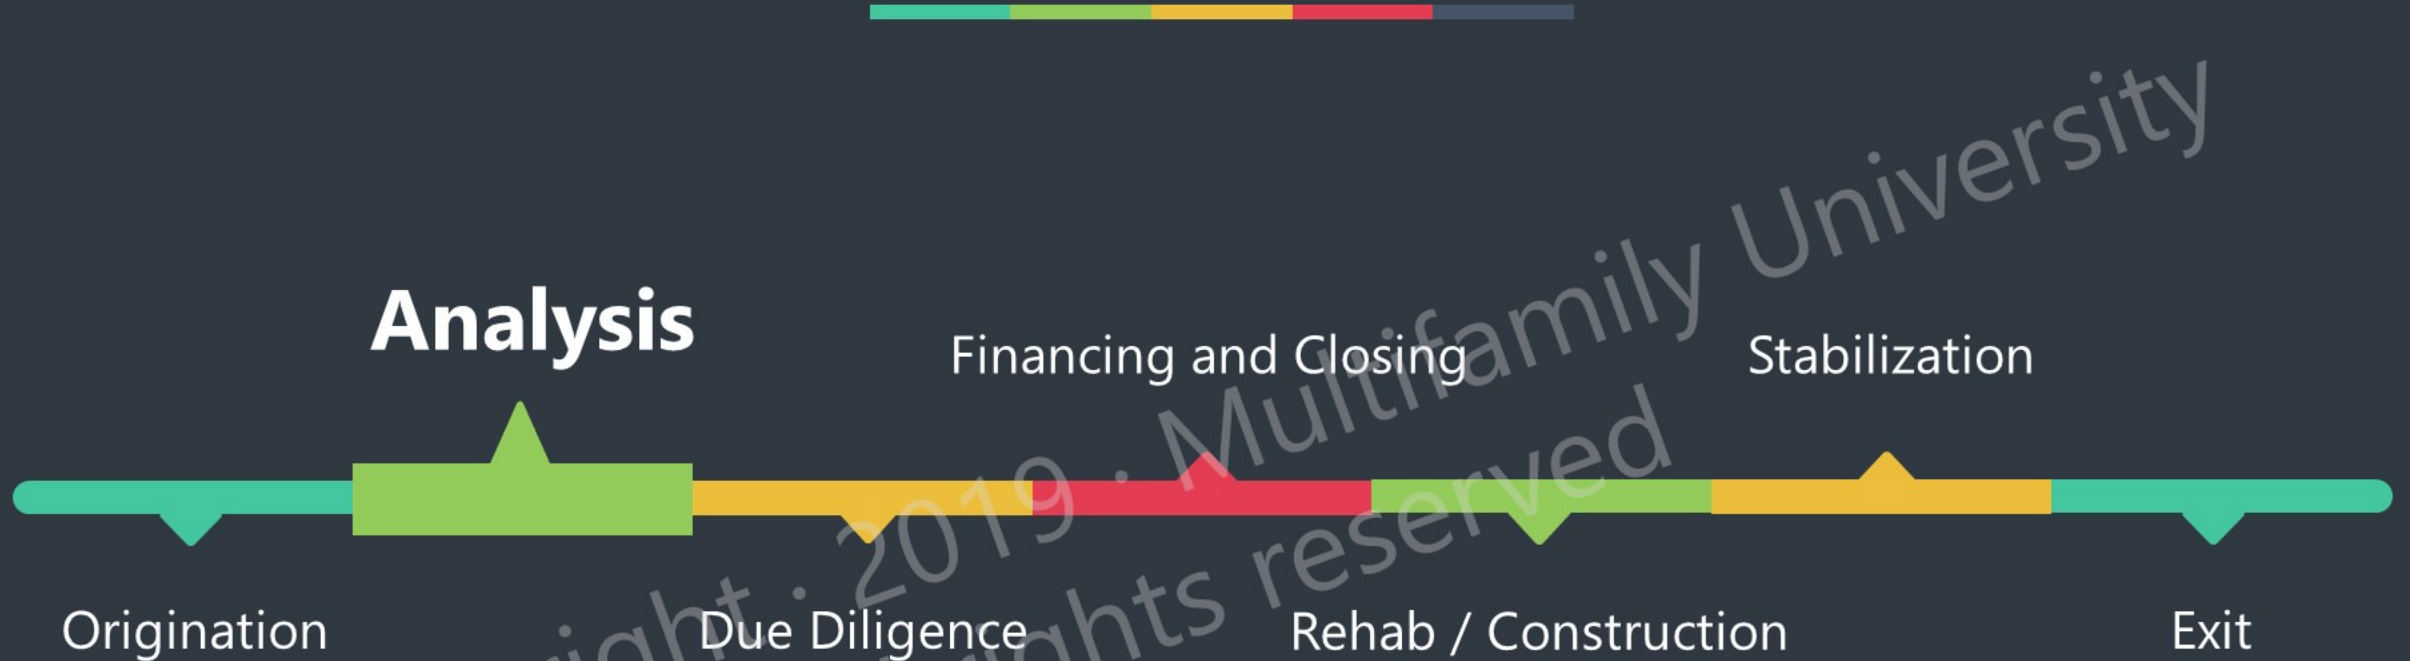 Analysis
Financing and Closing
Stabilization
Origination
Due Diligence
Rehab / Construction
Exit
2019 · Multifamily University
reserved